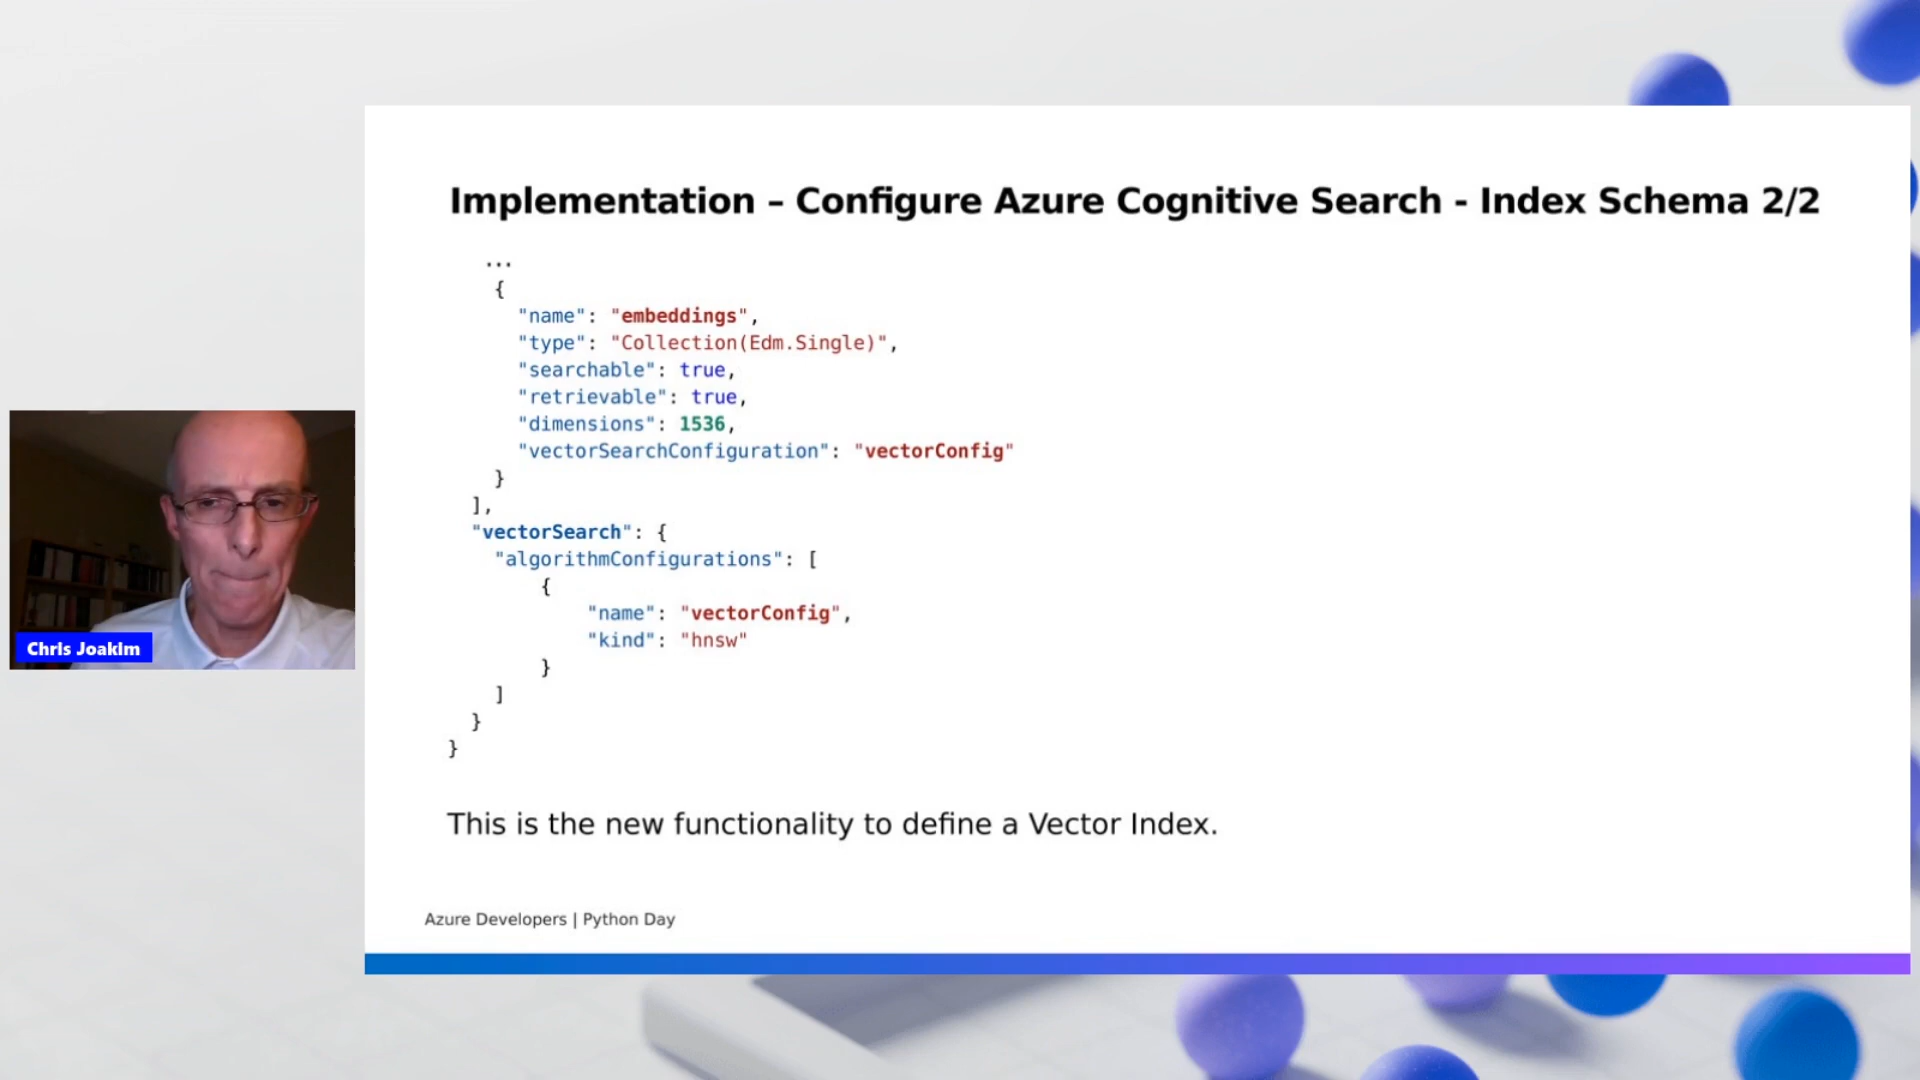 Implementation – Configure Azure Cognitive Search - Index Schema 2/2
...
{
"name": "embeddings",
"type": "Collection(Edm.Single)",
"searchable": true,
"retrievable": true,
"dimensions": 1536,
"vectorSearchConfiguration": "vectorConfig"
}
],
"vectorSearch": {
"algorithmConfigurations": [
{
"name": "vectorConfig",
"kind": "hnsw"
}
]
}
}
This is the new functionality to define a Vector Index.
Azure Developers | Python Day
Chris Joakim